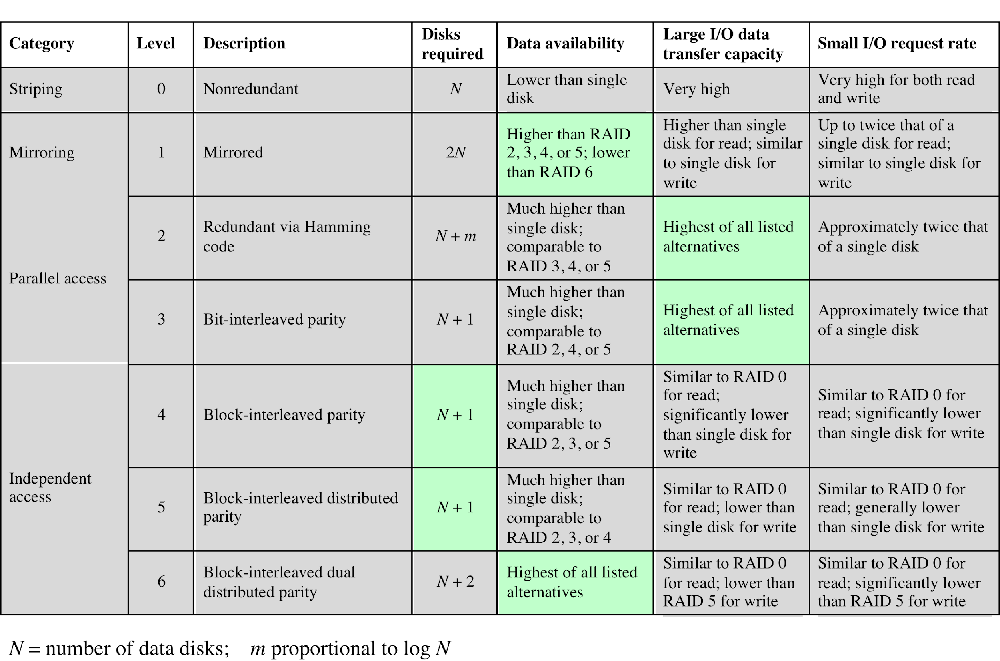 Category
Level
Description
Disks
required
Data availability
Large I/O data
transfer capacity
Small I/O request rate
Striping
0
Nonredundant
N
Lower than single
disk
Very high
Very high for both read
and write
Mirroring
1
Mirrored
2N
Higher than RAID
2, 3, 4, or 5; lower
than RAID 6
Higher than single
disk for read; similar
to single disk for
write
Up to twice that of a
single disk for read;
similar to single disk for
write
Parallel access
2
Redundant via Hamming
code
N + m
Much higher than
single disk;
comparable to
RAID 3, 4, or 5
Highest of all listed
alternatives
Approximately twice that
of a single disk
3
Bit-interleaved parity
N + 1
Much higher than
single disk;
comparable to
RAID 2, 4, or 5
Highest of all listed
alternatives
Approximately twice that
of a single disk
Independent
access
4
Block-interleaved parity
N + 1
Much higher than
single disk;
comparable to
RAID 2, 3, or 5
Similar to RAID 0
for read;
significantly lower
than single disk for
write
Similar to RAID 0 for
read; significantly lower
than single disk for write
5
Block-interleaved distributed
parity
N + 1
Much higher than
single disk;
comparable to
RAID 2, 3, or 4
Similar to RAID 0
for read; lower than
single disk for write
Similar to RAID 0 for
read; generally lower
than single disk for write
6
Block-interleaved dual
distributed parity
N + 2
Highest of all listed
alternatives
Similar to RAID 0
for read; lower than
RAID 5 for write
Similar to RAID 0 for
read; significantly lower
than RAID 5 for write
N = number of data disks; m proportional to log N